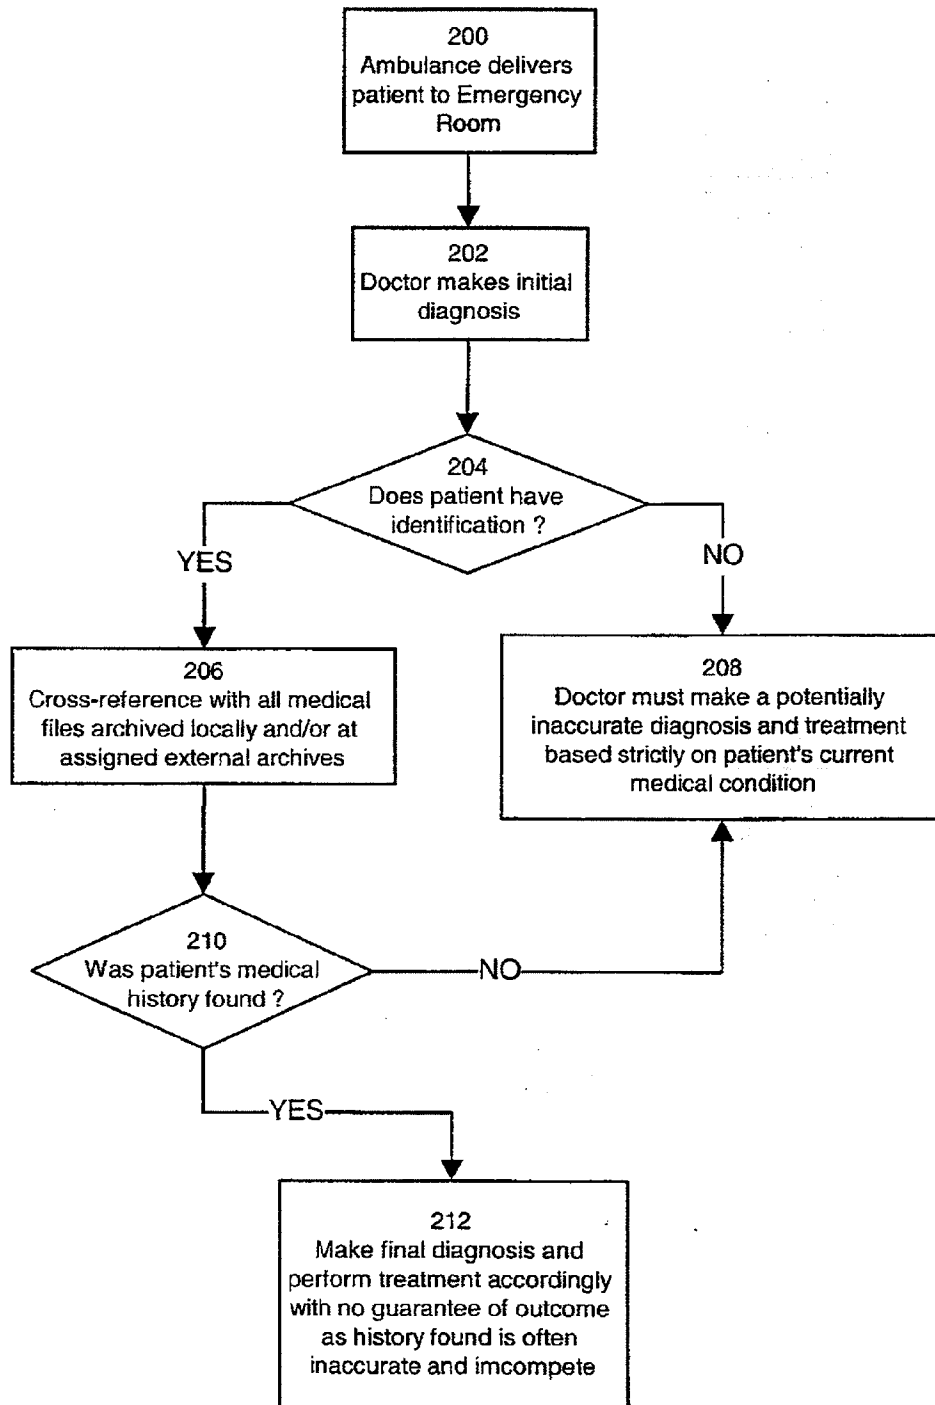 200
Ambulance delivers
patient to Emergency
Room
202
Doctor makes initial
diagnosis
204
Does patient have
identification ?
YES
NO
206
Cross-reference with all medical
files archived locally and/or at
assigned external archives
208
Doctor must make a potentially
inaccurate diagnosis and treatment
based strictly on patient's current
medical condition
210
Was patient's medical
history found ?
NO
YES
212
Make final diagnosis and
perform treatment accordingly
with no guarantee of outcome
as history found is often
inaccurate and imcompete